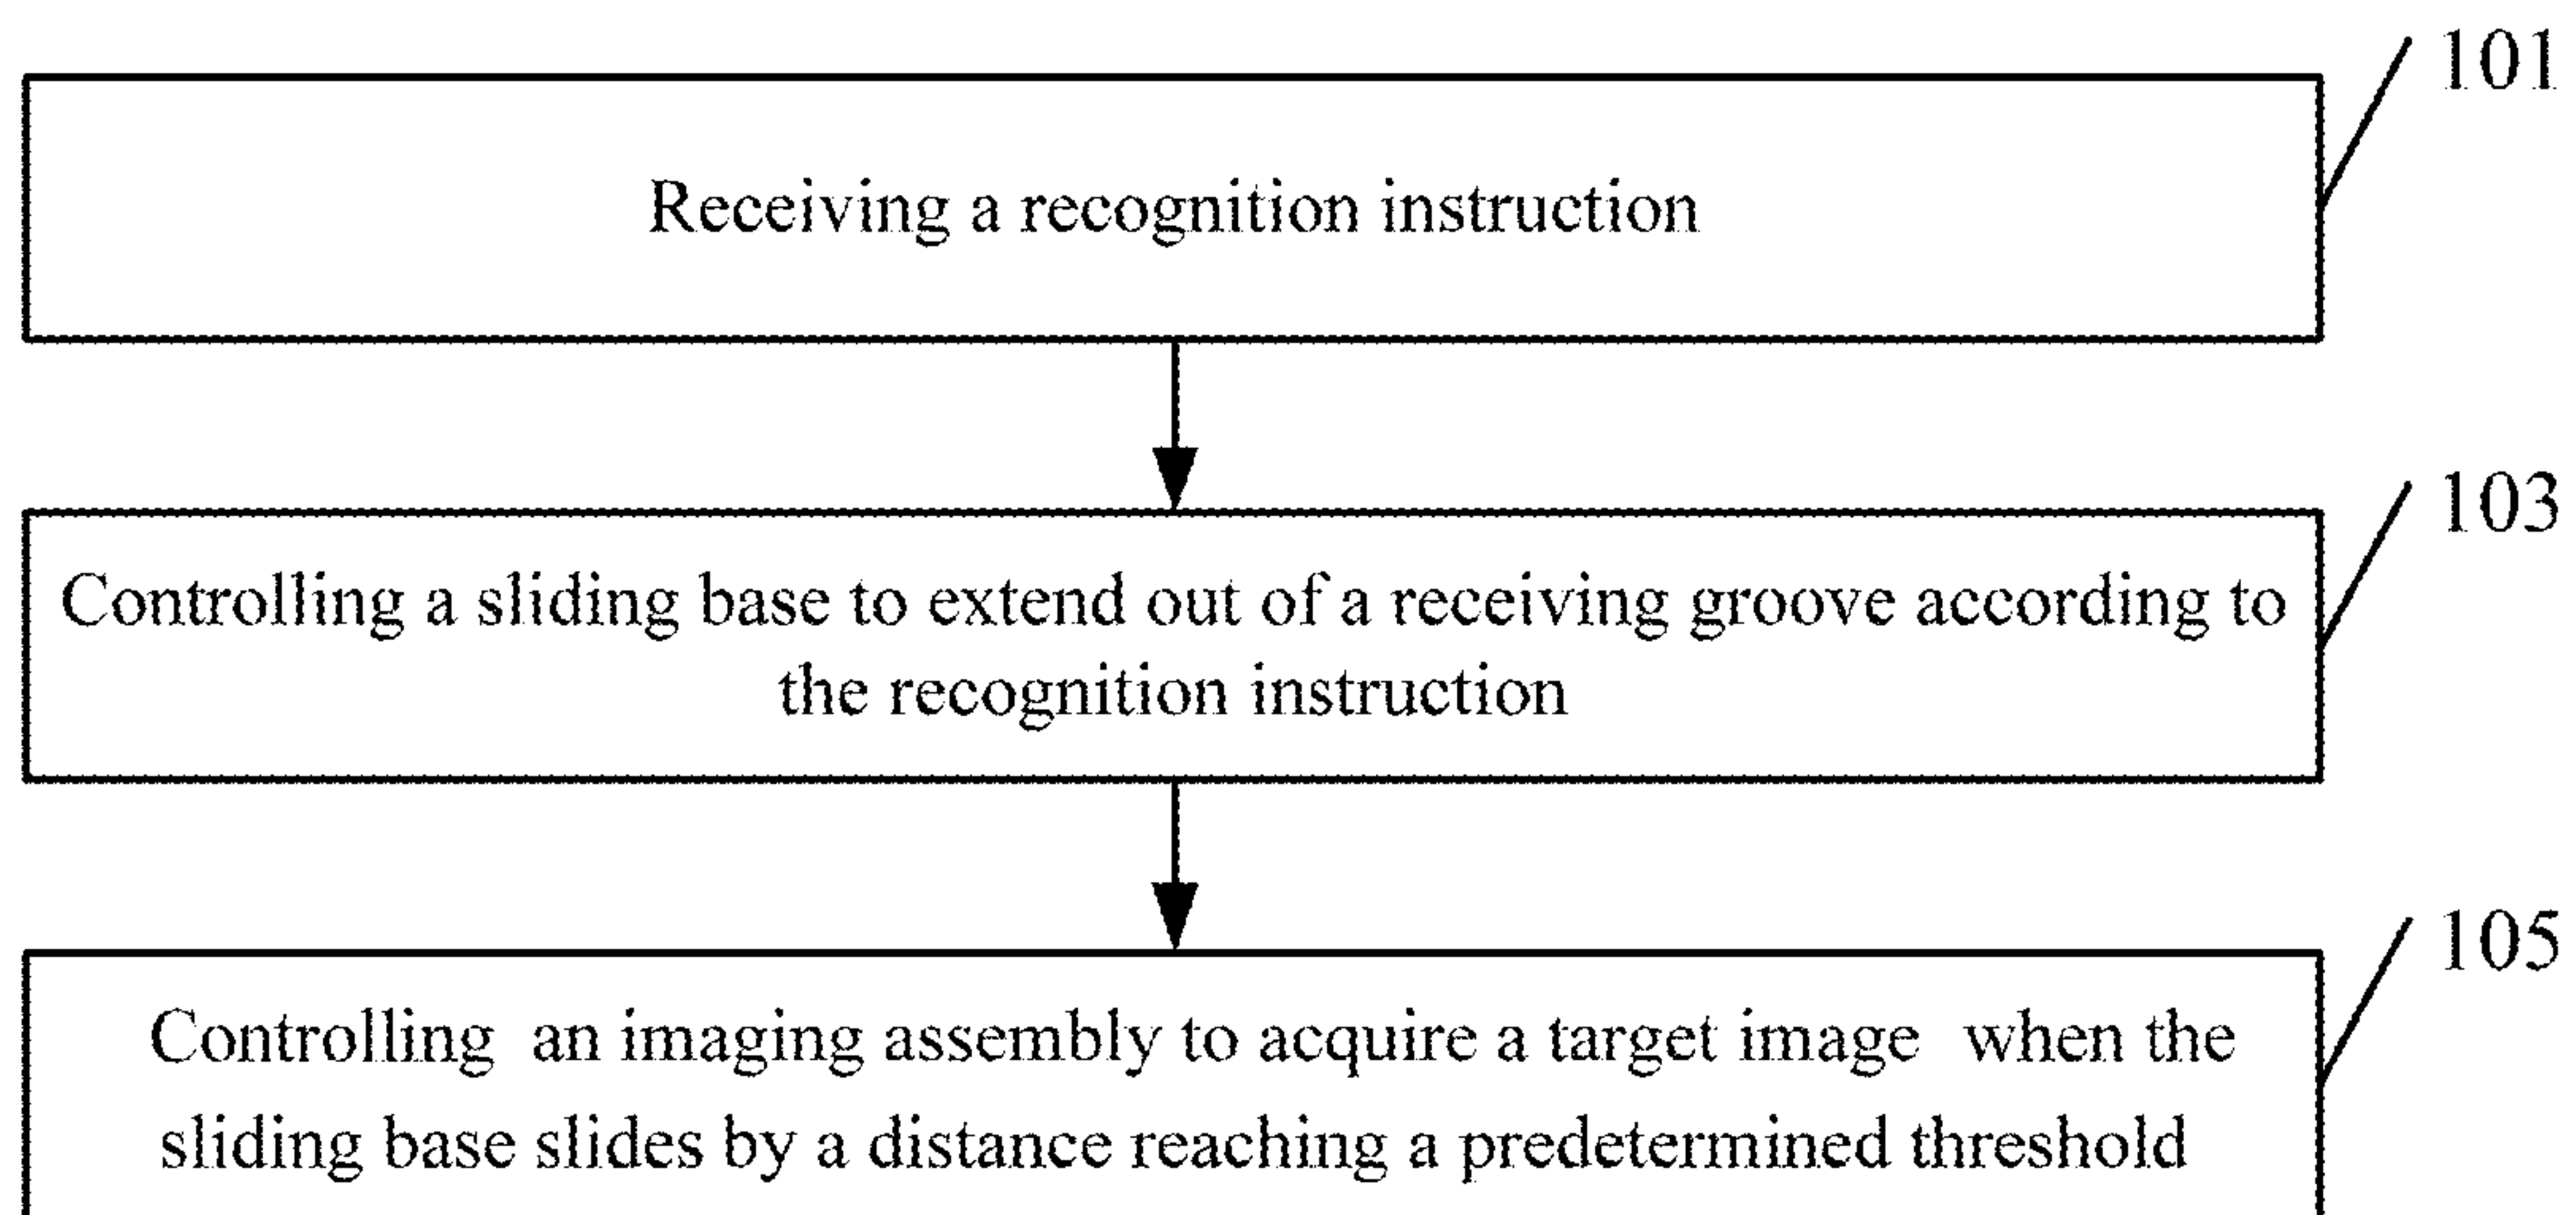 101
Receiving a recognition instruction
103
Controlling a sliding base to extend out of a receiving groove according to
the recognition instruction
105
Controlling an imaging assembly to acquire a target image when the
sliding base slides by a distance reaching a predetermined threshold